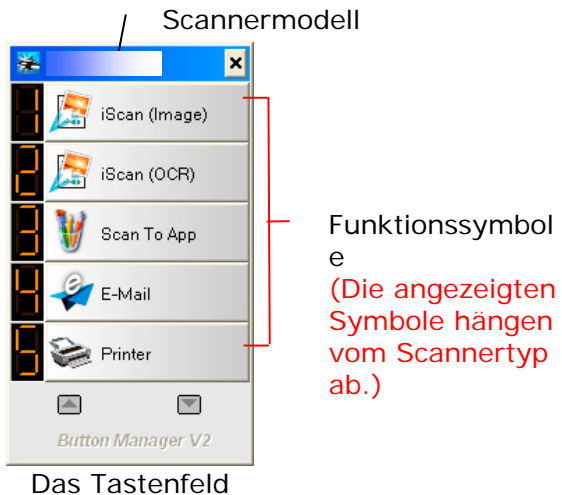 Scannermodell
1 iScan (Image)
2 iScan (OCR)
3 Scan To App
4 E-Mail
5 Printer
Button Manager V2
Funktionssymbol
e
(Die angezeigten
Symbole hängen
vom Scannertyp
ab.)
Das Tastenfeld